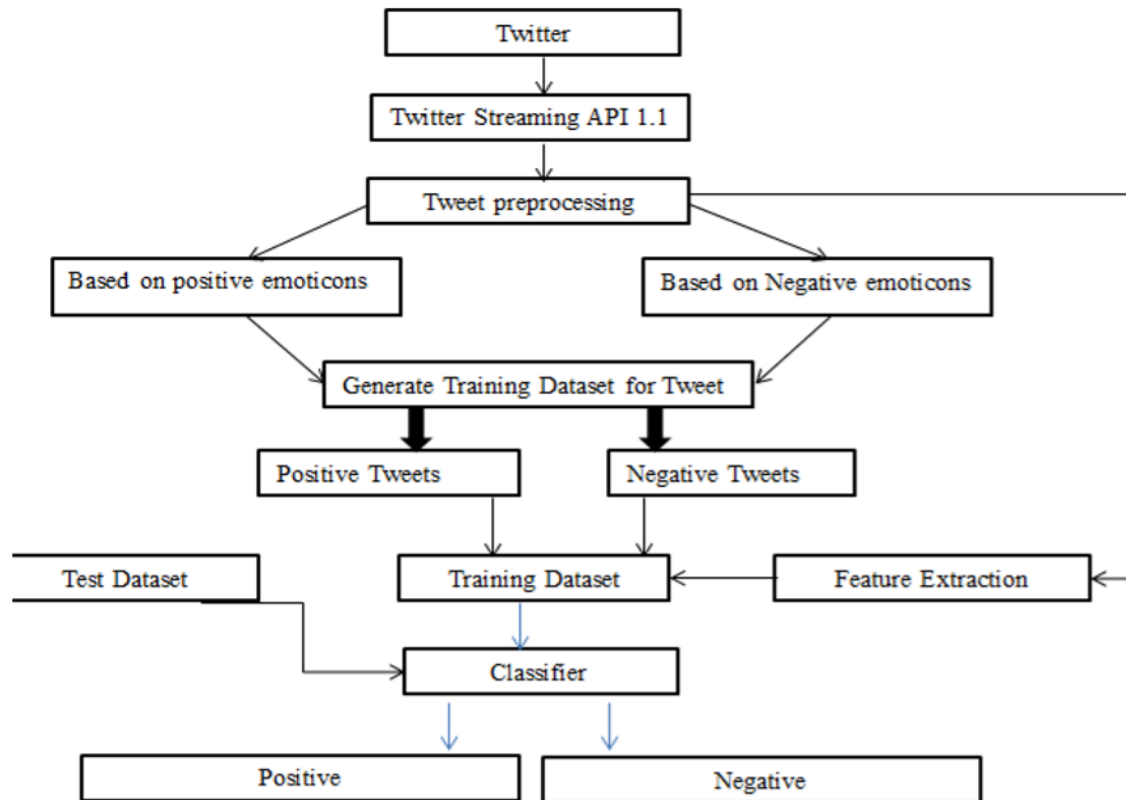 Twitter
Twitter Streaming API 1.1
Tweet preprocessing
Based on positive emoticons
Based on Negative emoticons
Generate Training Dataset for Tweet
Positive Tweets
Negative Tweets
Test Dataset
Training Dataset
Feature Extraction
Classifier
Positive
Negative